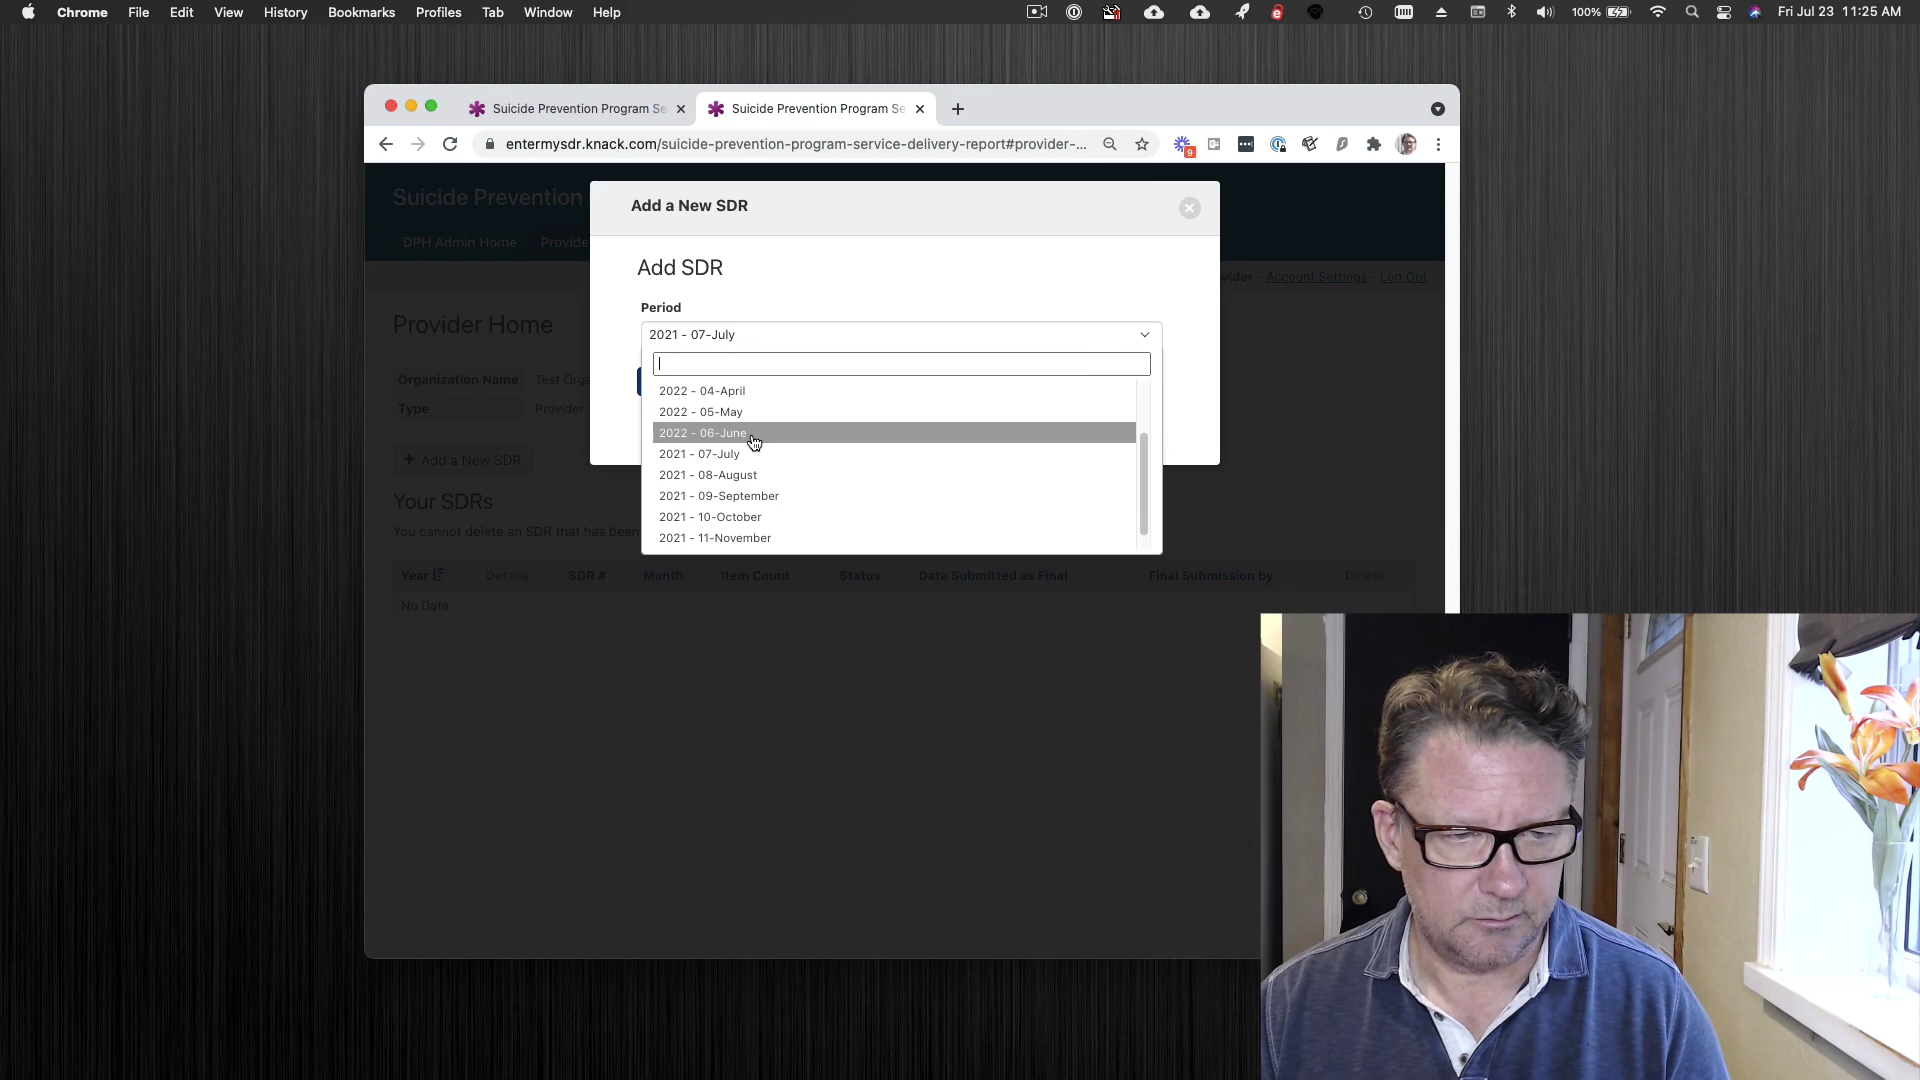 Chrome File Edit View History Bookmarks Profiles Tab Window Help 100% Fri Jul 23 11:25 AM
Suicide Prevention Program Se
Suicide Prevention Program Se
entermysdr.knack.com/suicide-prevention-program-service-delivery-report#provider-...
9
Suicide Prevention
Add a New SDR
DPH Admin Home Provide
Add SDR
vider - Account Settings - Log Out
Period
Provider Home
2021 - 07-July
Organization Name Test Orga
2022 - 04-April
Type Provider
2022 - 05-May
2022 - 06-June
2021 - 07-July
+ Add a New SDR
2021 - 08-August
Your SDRs
2021 - 09-September
2021 - 10-October
You cannot delete an SDR that has been
2021 - 11-November
Year Details SDR # Month Item Count Status Date Submitted as Final Final Submission by Delete
No Data